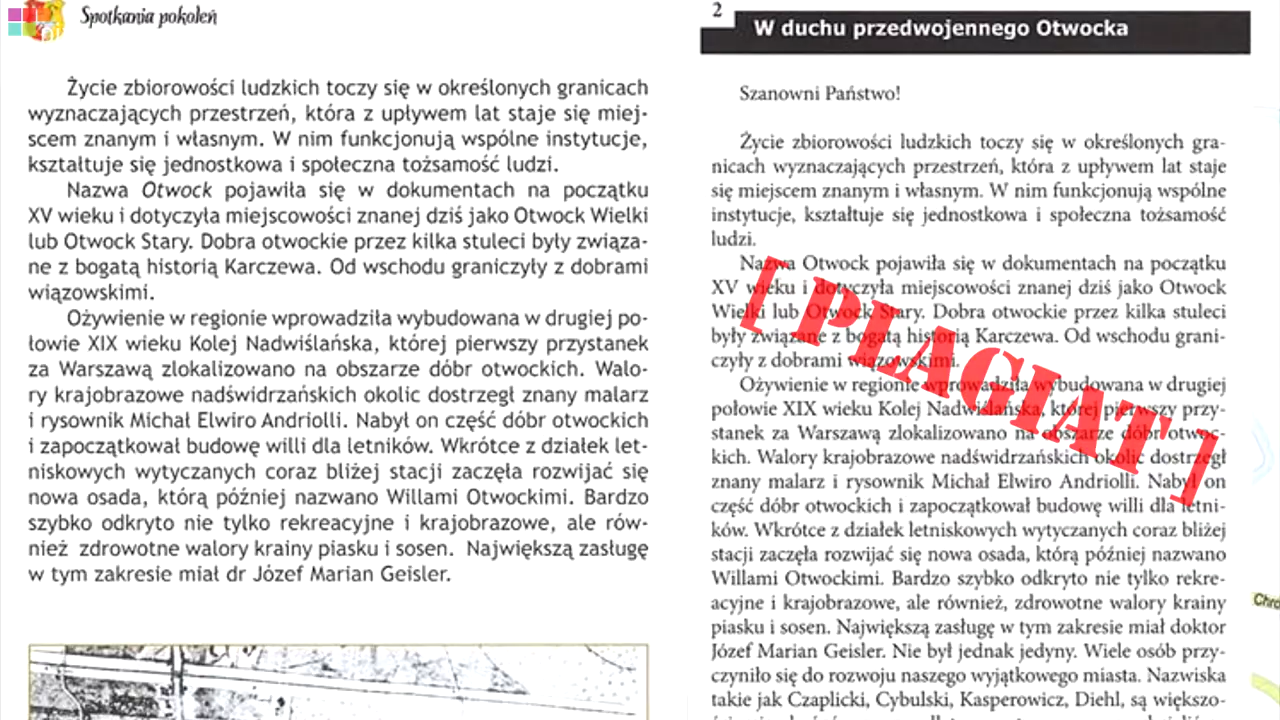 Spotkania pokoleń
Życie zbiorowości ludzkich toczy się w określonych granicach
wyznaczających przestrzeń, która z upływem lat staje się miej-
scem znanym i własnym. W nim funkcjonują wspólne instytucje,
kształtuje się jednostkowa i społeczna tożsamość ludzi.
Nazwa Otwock pojawiła się w dokumentach na początku
XV wieku i dotyczyła miejscowości znanej dziś jako Otwock Wielki
lub Otwock Stary. Dobra otwockie przez kilka stuleci były związa-
ne z bogatą historią Karczewa. Od wschodu graniczyły z dobrami
wiązowskimi.
Ożywienie w regionie wprowadziła wybudowana w drugiej po-
łowie XIX wieku Kolej Nadwiślańska, której pierwszy przystanek
za Warszawą zlokalizowano na obszarze dóbr otwockich. Walo-
ry krajobrazowe nadświdrzańskich okolic dostrzegł znany malarz
i rysownik Michał Elwiro Andriolli. Nabył on część dóbr otwockich
i zapoczątkował budowę willi dla letników. Wkrótce z działek let-
niskowych wytyczanych coraz bliżej stacji zaczęła rozwijać się
nowa osada, którą później nazwano Willami Otwockimi. Bardzo
szybko odkryto nie tylko rekreacyjne i krajobrazowe, ale rów-
nież zdrowotne walory krainy piasku i sosen. Największą zasługę
w tym zakresie miał dr Józef Marian Geisler.
2
W duchu przedwojennego Otwocka
Szanowni Państwo!
Życie zbiorowości ludzkich toczy się w określonych gra-
nicach wyznaczających przestrzeń, która z upływem lat staje
się miejscem znanym i własnym. W nim funkcjonują wspólne
instytucje, kształtuje się jednostkowa i społeczna tożsamość
ludzi.
Nazwa Otwock pojawiła się w dokumentach na początku
XV wieku i dotyczyła miejscowości znanej dziś jako Otwock
Wielki lub Otwock Stary. Dobra otwockie przez kilka stuleci
były związane z bogatą historią Karczewa. Od wschodu grani-
czyły z dobrami wiązowskimi.
Ożywienie w regionie wprowadziła wybudowana w drugiej
połowie XIX wieku Kolej Nadwiślańska, której pierwszy przy-
stanek za Warszawą zlokalizowano na obszarze dóbr otwoc-
kich. Walory krajobrazowe nadświdrzańskich okolic dostrzegł
znany malarz i rysownik Michał Elwiro Andriolli. Nabył on
część dóbr otwockich i zapoczątkował budowę willi dla letni-
ków. Wkrótce z działek letniskowych wytyczanych coraz bliżej
stacji zaczęła rozwijać się nowa osada, którą później nazwano
Willami Otwockimi. Bardzo szybko odkryto nie tylko rekre-
acyjne i krajobrazowe, ale również, zdrowotne walory krainy
piasku i sosen. Największą zasługę w tym zakresie miał doktor
Józef Marian Geisler. Nie był jednak jedyny. Wiele osób przy-
czyniło się do rozwoju naszego wyjątkowego miasta. Nazwiska
takie jak Czaplicki, Cybulski, Kasperowicz, Diehl, są większo-
[ PLAGIAT ]